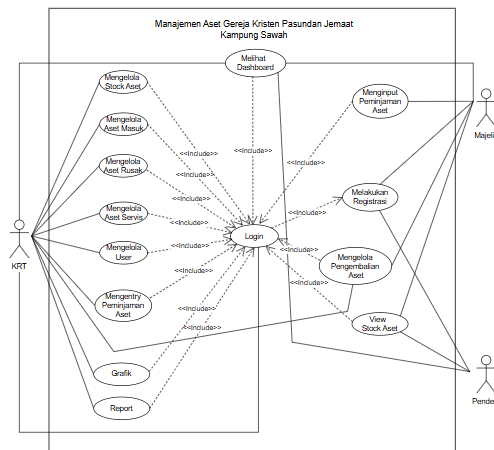 Manajemen Aset Gereja Kristen Pasundan Jemaat
Kampung Sawah
Melihat
Dashboard
Mengelola
Stock Aset
Menginput
Peminjaman
Aset
Mengelola
Aset Masuk
Majeli
<<Include>>
<<Include>>
<<Include>>
Mengelola
Aset Rusak
<<Include>>
<<Include>>
Melakukan
Registrasi
<<Include>>
Mengelola
Aset Servis
<<Include>>
<<Include>>
Login
KRT
Mengelola
User
<<Include>>
<<Include>>
Mengelola
Pengembalian
Aset
<<Include>>
<<Include>>
Mengentry
Peminjaman
Aset
<<Include>>
View
Stock Aset
<<Include>>
Grafik
Pende
Report